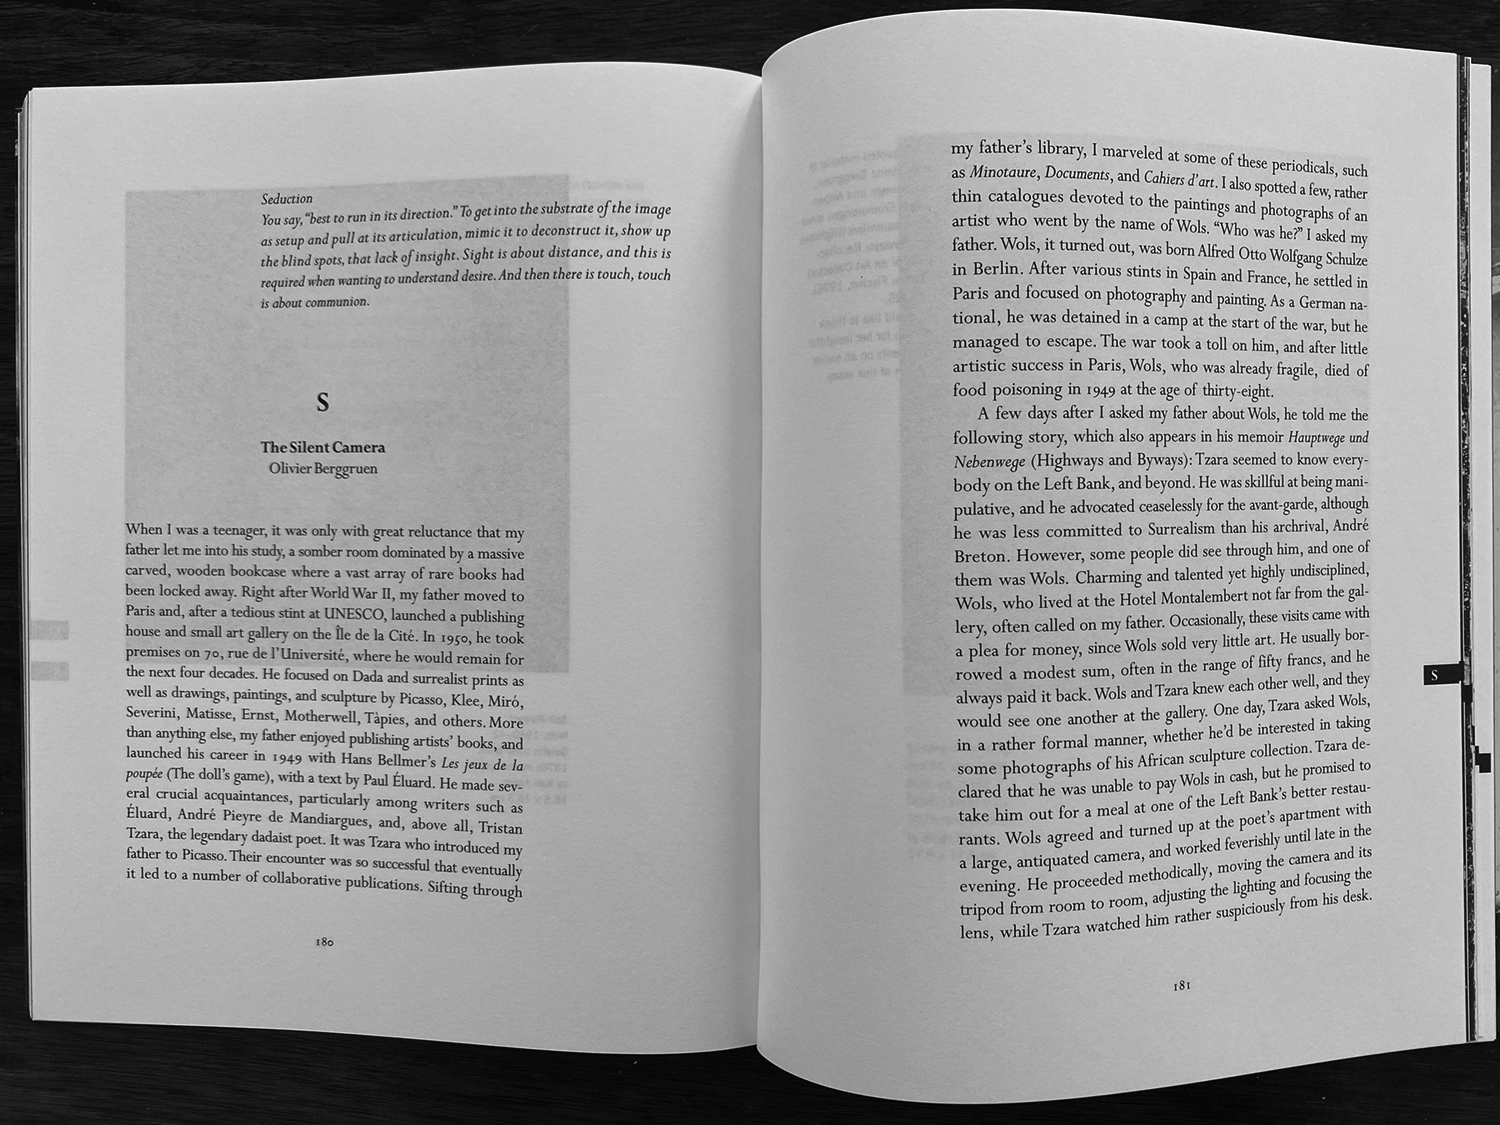 Seduction
You say, “best to run in its direction.” To get into the substrate of the image
as setup and pull at its articulation, mimic it to deconstruct it, show up
the blind spots, that lack of insight. Sight is about distance, and this is
required when wanting to understand desire. And then there is touch, touch
is about communion.
S
The Silent Camera
Olivier Berggruen
When I was a teenager, it was only with great reluctance that my
father let me into his study, a somber room dominated by a massive
carved, wooden bookcase where a vast array of rare books had
been locked away. Right after World War II, my father moved to
Paris and, after a tedious stint at UNESCO, launched a publishing
house and small art gallery on the Île de la Cité. In 1950, he took
premises on 70, rue de l’Université, where he would remain for
the next four decades. He focused on Dada and surrealist prints as
well as drawings, paintings, and sculpture by Picasso, Klee, Miró,
Severini, Matisse, Ernst, Motherwell, Tàpies, and others. More
than anything else, my father enjoyed publishing artists’ books, and
launched his career in 1949 with Hans Bellmer’s Les jeux de la
poupée (The doll’s game), with a text by Paul Éluard. He made sev-
eral crucial acquaintances, particularly among writers such as
Éluard, André Pieyre de Mandiargues, and, above all, Tristan
Tzara, the legendary dadaist poet. It was Tzara who introduced my
father to Picasso. Their encounter was so successful that eventually
it led to a number of collaborative publications. Sifting through
180
my father’s library, I marveled at some of these periodicals, such
as Minotaure, Documents, and Cahiers d’art. I also spotted a few, rather
thin catalogues devoted to the paintings and photographs of an
artist who went by the name of Wols. “Who was he?” I asked my
father. Wols, it turned out, was born Alfred Otto Wolfgang Schulze
in Berlin. After various stints in Spain and France, he settled in
Paris and focused on photography and painting. As a German na-
tional, he was detained in a camp at the start of the war, but he
managed to escape. The war took a toll on him, and after little
artistic success in Paris, Wols, who was already fragile, died of
food poisoning in 1949 at the age of thirty-eight.
A few days after I asked my father about Wols, he told me the
following story, which also appears in his memoir Hauptwege und
Nebenwege (Highways and Byways): Tzara seemed to know every-
body on the Left Bank, and beyond. He was skillful at being mani-
pulative, and he advocated ceaselessly for the avant-garde, although
he was less committed to Surrealism than his archrival, André
Breton. However, some people did see through him, and one of
them was Wols. Charming and talented yet highly undisciplined,
Wols, who lived at the Hotel Montalembert not far from the gal-
lery, often called on my father. Occasionally, these visits came with
a plea for money, since Wols sold very little art. He usually bor-
rowed a modest sum, often in the range of fifty francs, and he
always paid it back. Wols and Tzara knew each other well, and they
would see one another at the gallery. One day, Tzara asked Wols,
in a rather formal manner, whether he’d be interested in taking
some photographs of his African sculpture collection. Tzara de-
clared that he was unable to pay Wols in cash, but he promised to
take him out for a meal at one of the Left Bank’s better restau-
rants. Wols agreed and turned up at the poet’s apartment with
a large, antiquated camera, and worked feverishly until late in the
evening. He proceeded methodically, moving the camera and its
tripod from room to room, adjusting the lighting and focusing the
lens, while Tzara watched him rather suspiciously from his desk.
181
S